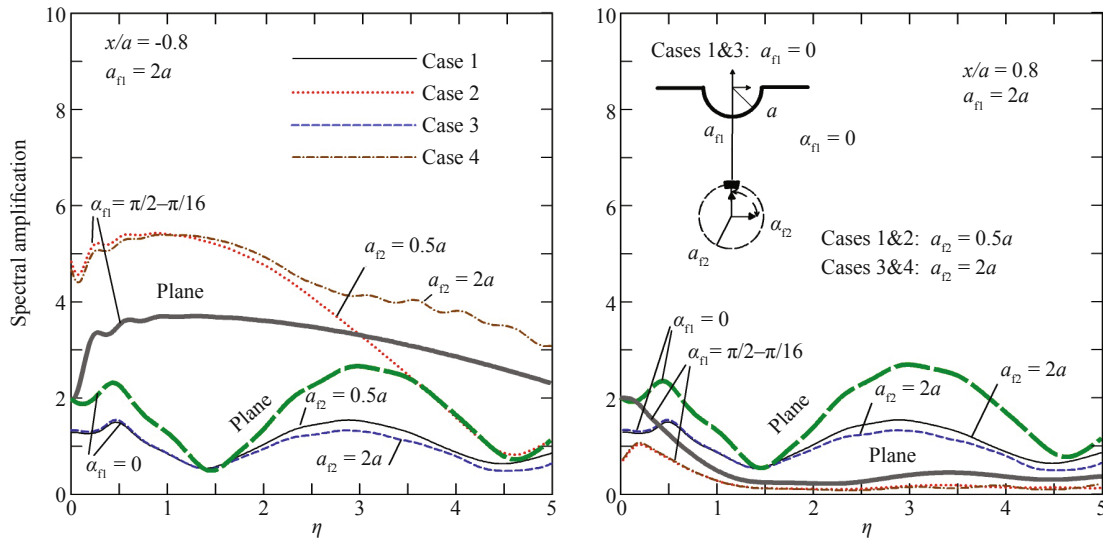 Spectral amplification
10
8
6
4
2
0
x/a = -0.8
a_f1 = 2a
Case 1
Case 2
Case 3
Case 4
α_f1 = π/2–π/16
a_f2 = 0.5a
a_f2 = 2a
Plane
Plane
a_f2 = 0.5a
a_f2 = 2a
α_f1 = 0
0 1 2 3 4 5
η
10
8
6
4
2
0
Cases 1&3: a_f1 = 0
x/a = 0.8
a_f1 = 2a
a
a_f1
α_f1 = 0
α_f2
a_f2
Cases 1&2: a_f2 = 0.5a
Cases 3&4: a_f2 = 2a
α_f1 = 0
α_f1 = π/2–π/16
a_f2 = 2a
a_f2 = 2a
Plane
Plane
0 1 2 3 4 5
η